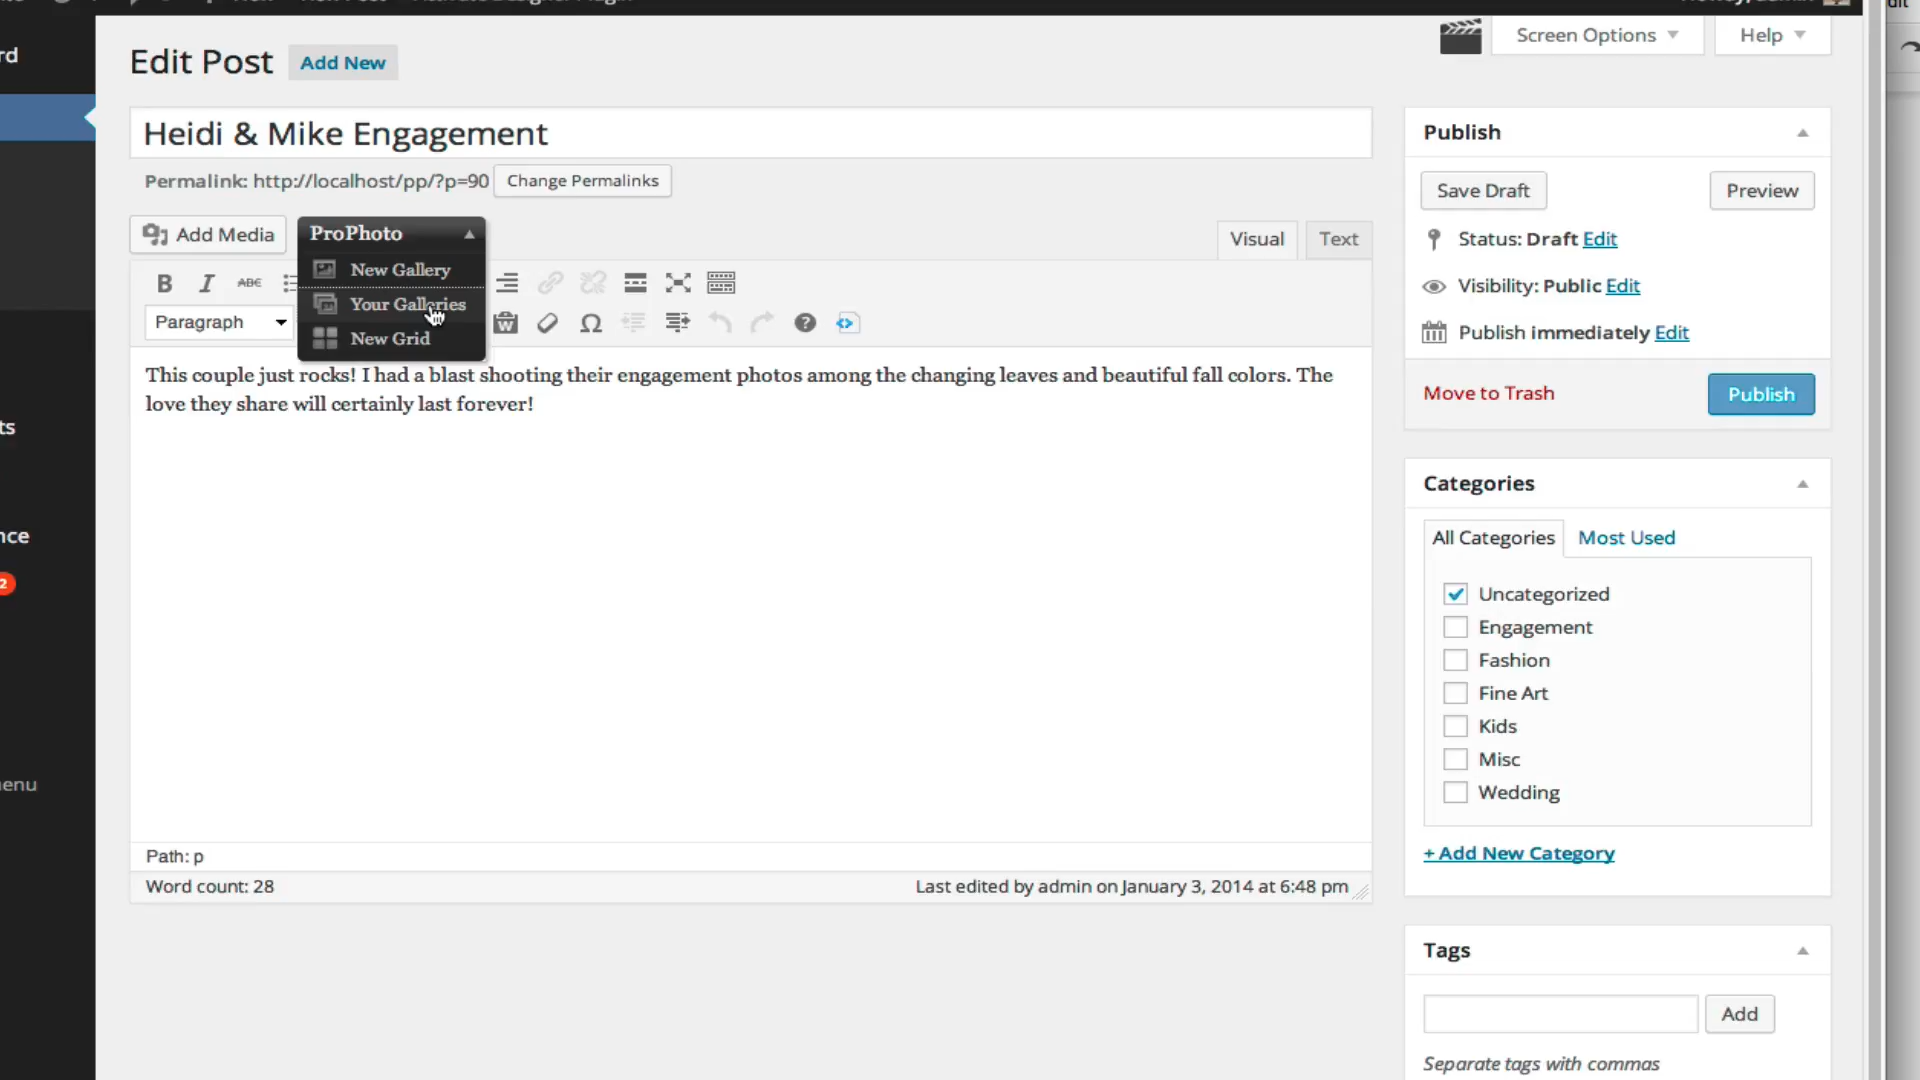 rd
Edit Post
Add New
Screen Options
Help
Heidi & Mike Engagement
Permalink: http://localhost/pp/?p=90
Change Permalinks
Add Media
ProPhoto
New Gallery
Your Galleries
New Grid
Visual
Text
B I ABC
Paragraph
This couple just rocks! I had a blast shooting their engagement photos among the changing leaves and beautiful fall colors. The
love they share will certainly last forever!
Path: p
Word count: 28
Last edited by admin on January 3, 2014 at 6:48 pm
Publish
Save Draft
Preview
Status: Draft Edit
Visibility: Public Edit
Publish immediately Edit
Move to Trash
Publish
Categories
All Categories
Most Used
Uncategorized
Engagement
Fashion
Fine Art
Kids
Misc
Wedding
+ Add New Category
Tags
Add
Separate tags with commas
ts
nce
2
enu